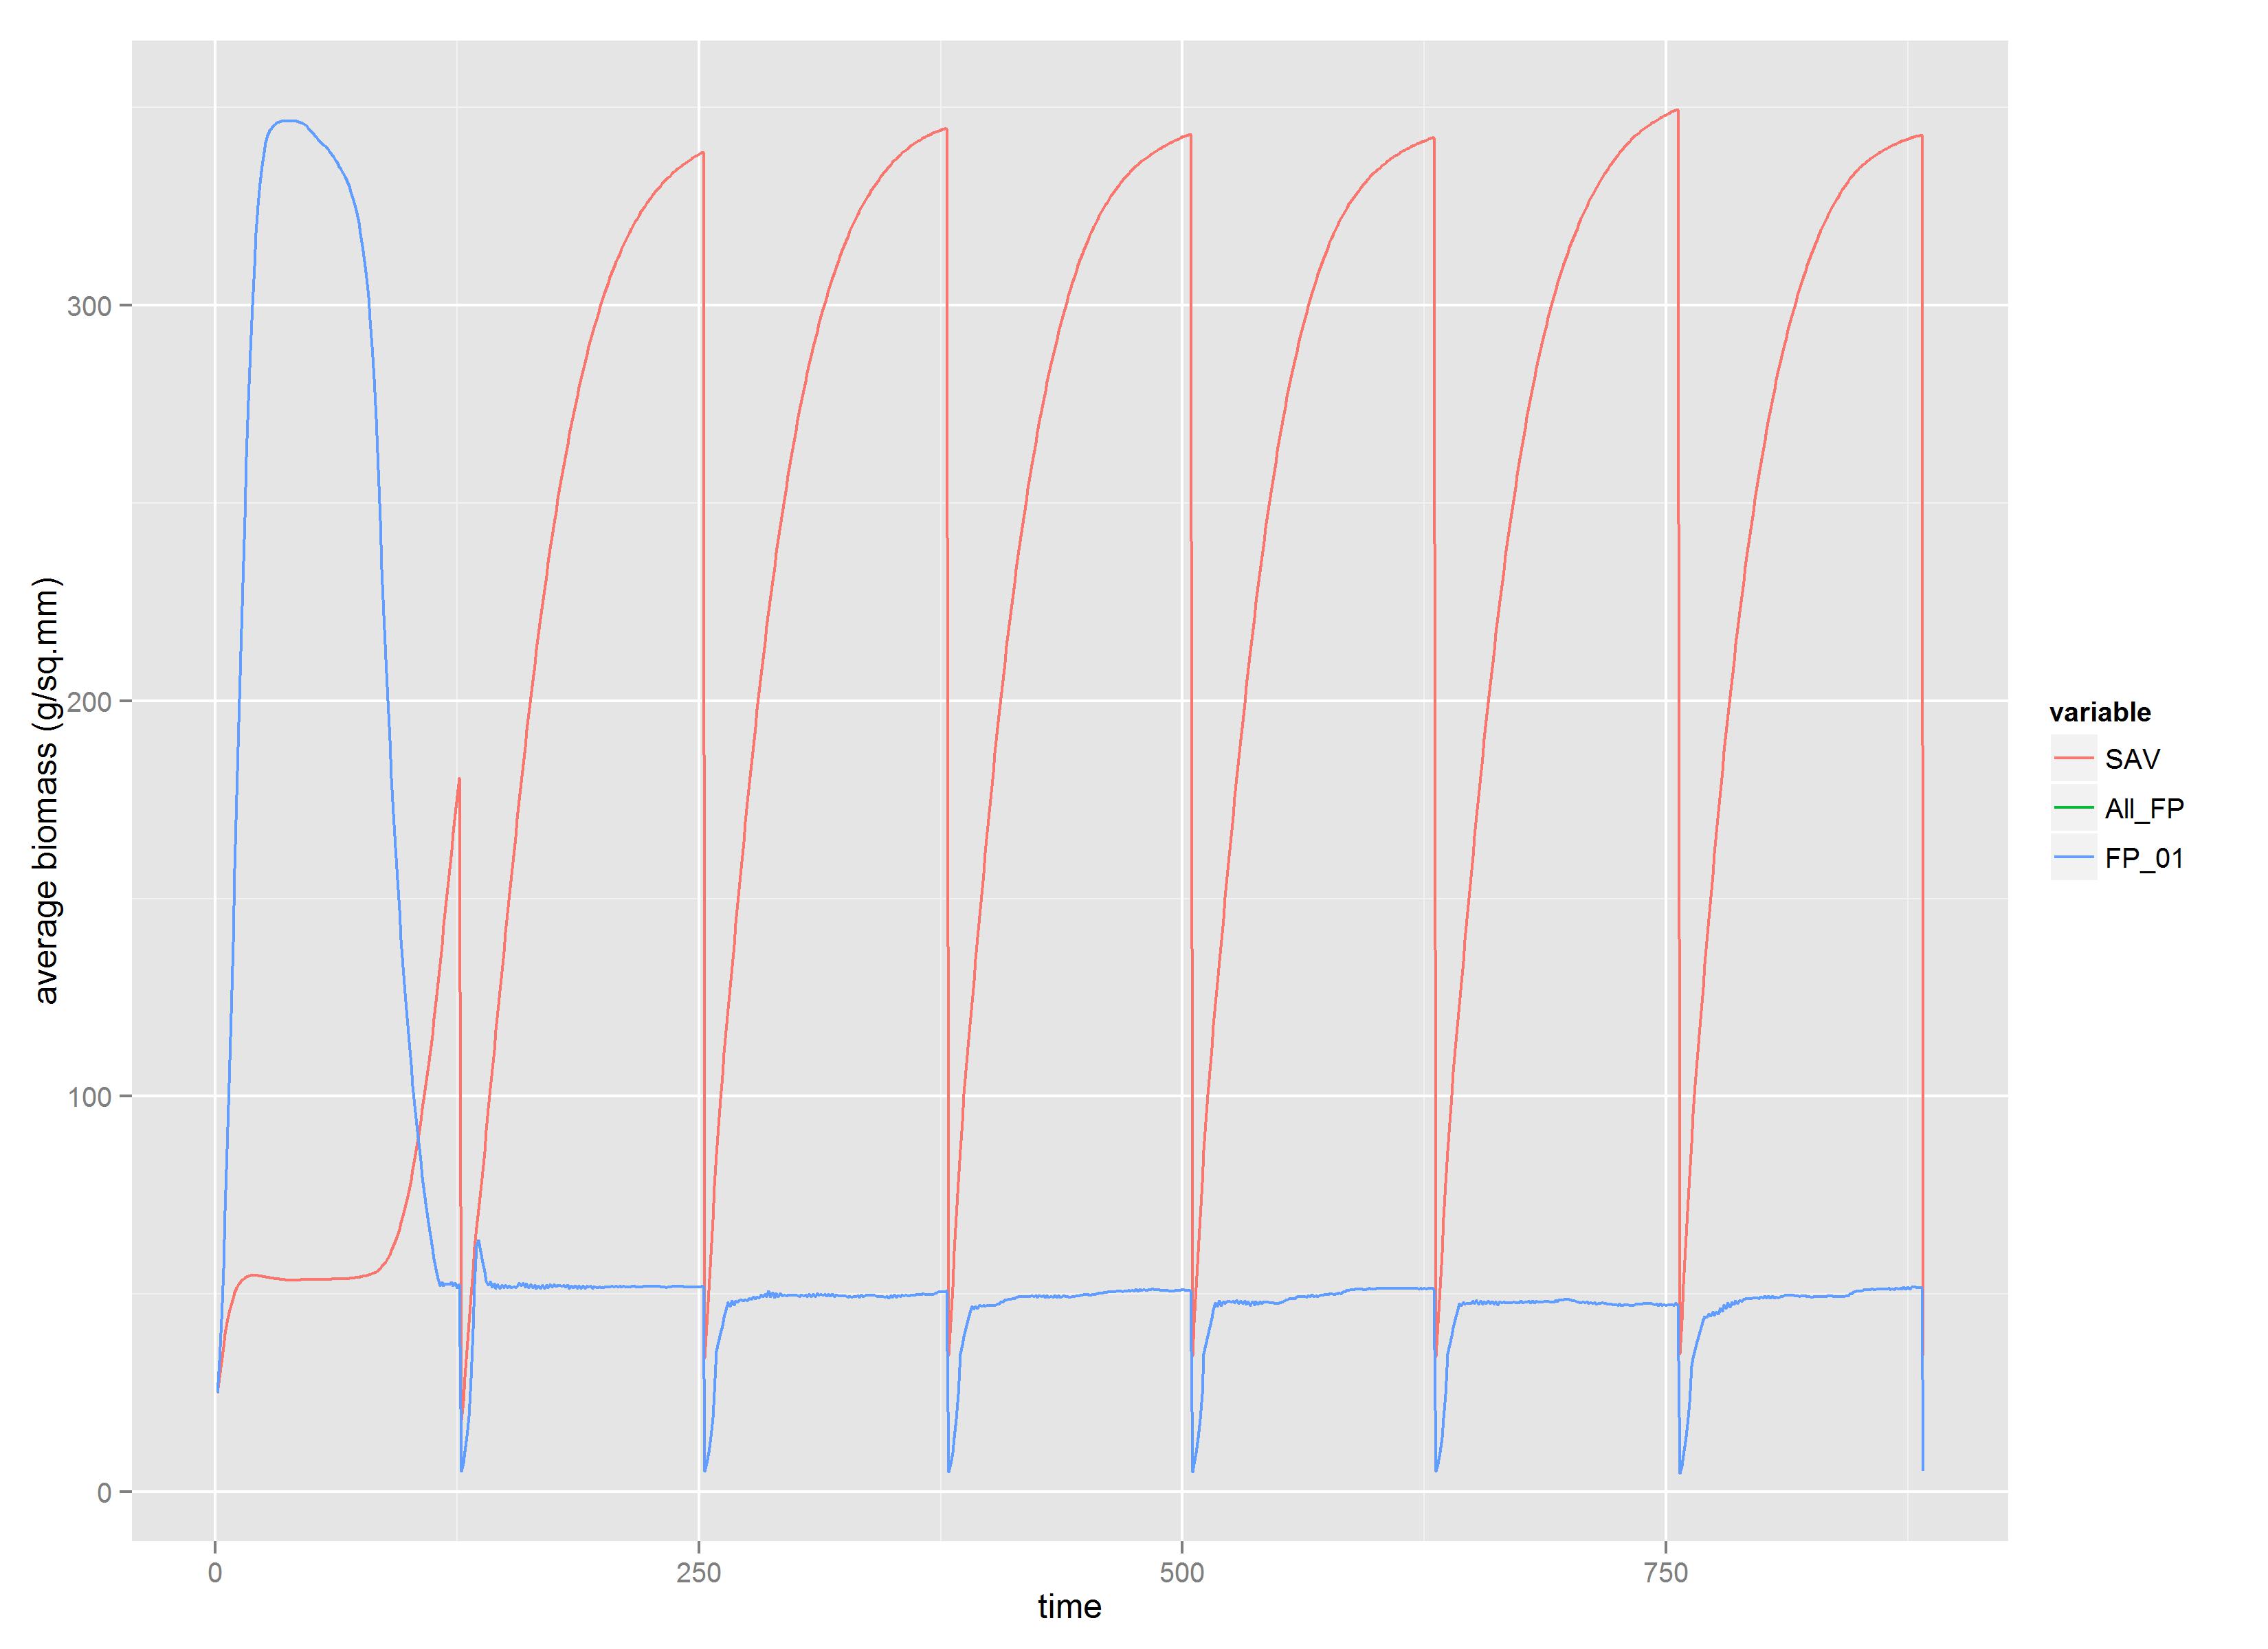 average biomass (g/sq.mm)
300
200
100
0
0 250 500 750
time
variable
SAV
All_FP
FP_01